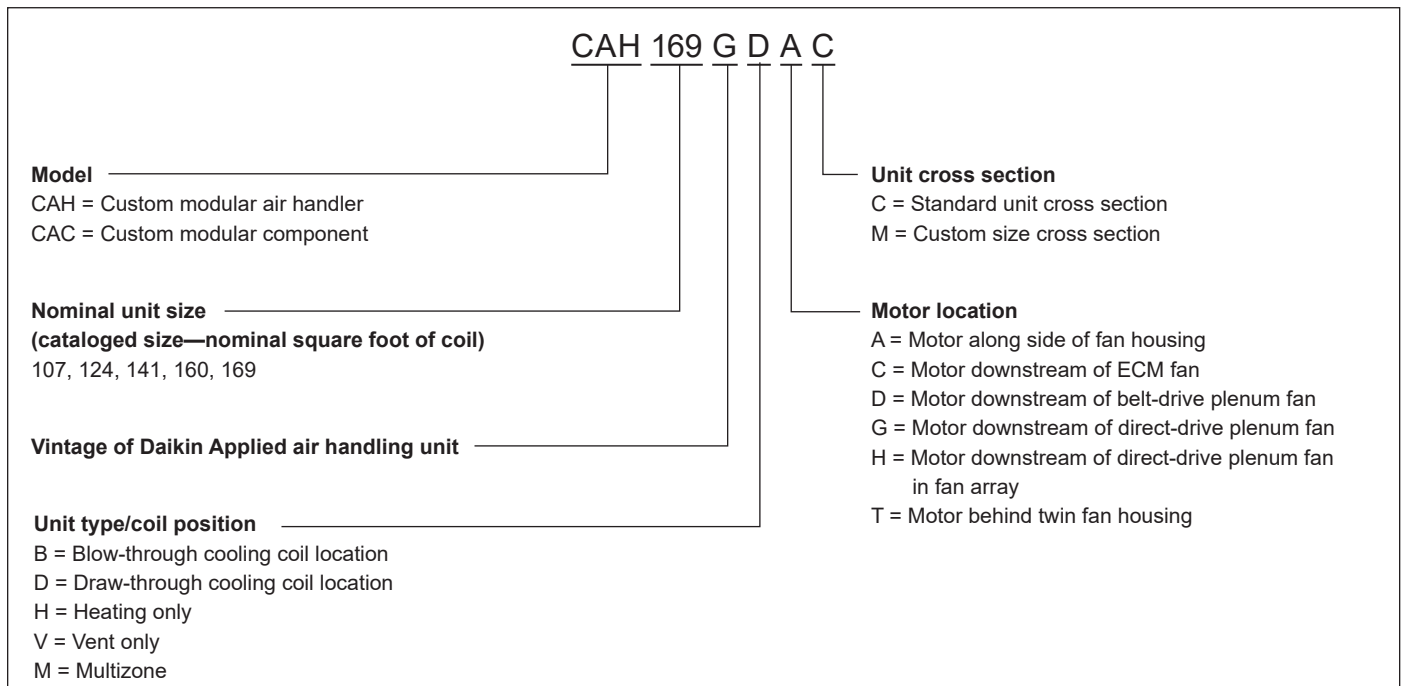 CAH 169 G D A C
Model
CAH = Custom modular air handler
CAC = Custom modular component
Nominal unit size
(cataloged size—nominal square foot of coil)
107, 124, 141, 160, 169
Vintage of Daikin Applied air handling unit
Unit type/coil position
B = Blow-through cooling coil location
D = Draw-through cooling coil location
H = Heating only
V = Vent only
M = Multizone
Unit cross section
C = Standard unit cross section
M = Custom size cross section
Motor location
A = Motor along side of fan housing
C = Motor downstream of ECM fan
D = Motor downstream of belt-drive plenum fan
G = Motor downstream of direct-drive plenum fan
H = Motor downstream of direct-drive plenum fan
in fan array
T = Motor behind twin fan housing